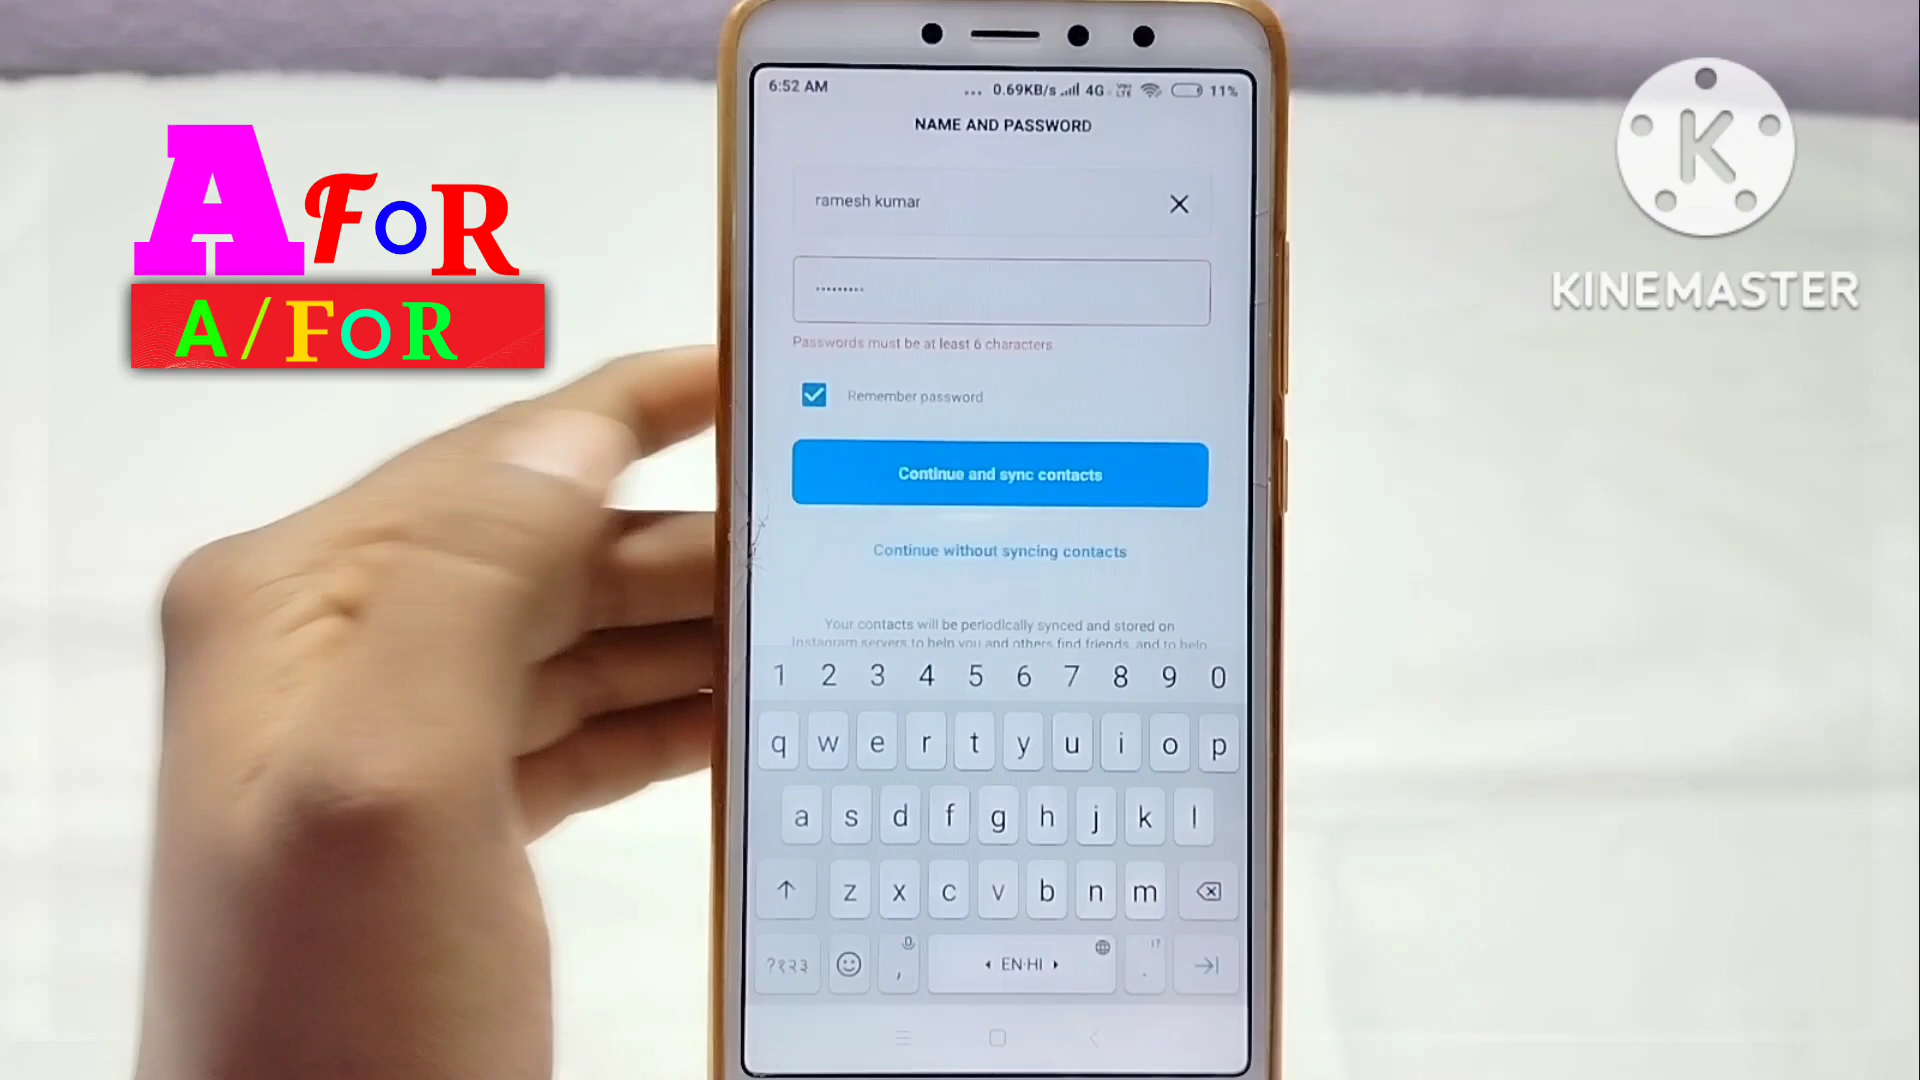 A FoR
A/FoR
K
KINEMASTER
6:52 AM
... 0.69KB/s 4G VoLTE 11%
NAME AND PASSWORD
ramesh kumar
•••••••••
Passwords must be at least 6 characters
Remember password
Continue and sync contacts
Continue without syncing contacts
Your contacts will be periodically synced and stored on
Instagram servers to help you and others find friends, and to help
1 2 3 4 5 6 7 8 9 0
q w e r t y u i o p
a s d f g h j k l
z x c v b n m
?१२३ , EN·HI . !?